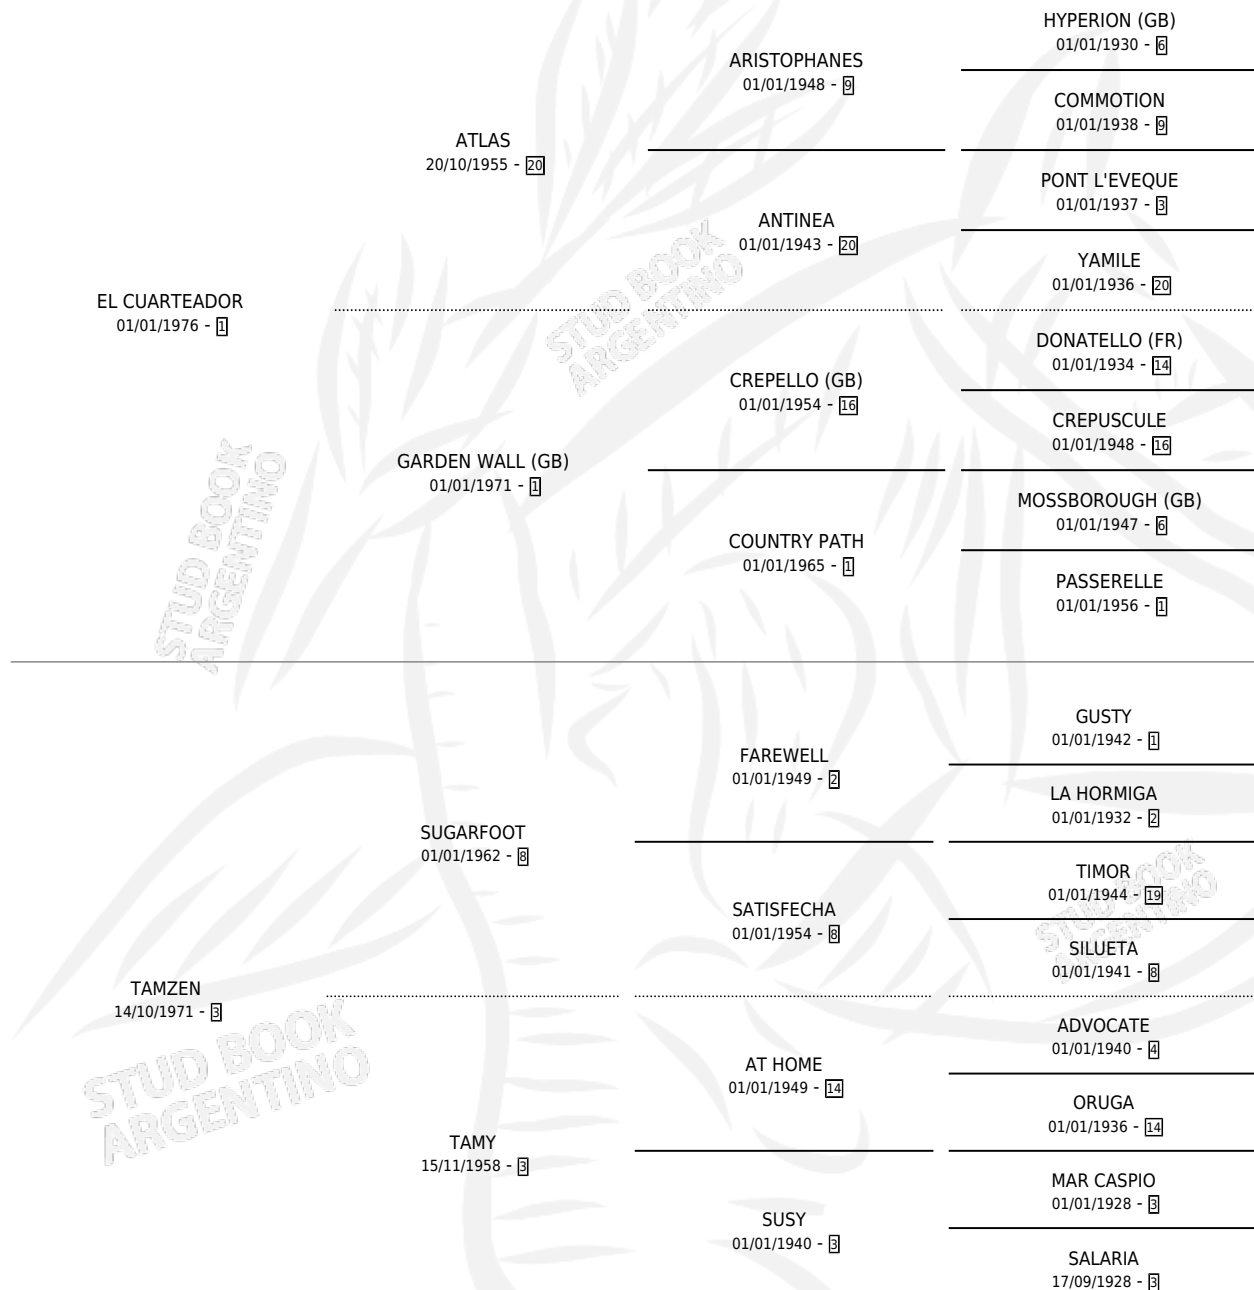 HYPERION (GB)
01/01/1930 - 6
ARISTOPHANES
01/01/1948 - 9
COMMOTION
01/01/1938 - 9
ATLAS
20/10/1955 - 20
PONT L'EVEQUE
01/01/1937 - 3
ANTINEA
01/01/1943 - 20
YAMILE
01/01/1936 - 20
EL CUARTEADOR
01/01/1976 - 1
DONATELLO (FR)
01/01/1934 - 14
CREPELLO (GB)
01/01/1954 - 16
CREPUSCULE
01/01/1948 - 16
GARDEN WALL (GB)
01/01/1971 - 1
MOSSBOROUGH (GB)
01/01/1947 - 6
COUNTRY PATH
01/01/1965 - 1
PASSERELLE
01/01/1956 - 1
GUSTY
01/01/1942 - 1
FAREWELL
01/01/1949 - 2
LA HORMIGA
01/01/1932 - 2
SUGARFOOT
01/01/1962 - 8
TIMOR
01/01/1944 - 19
SATISFECHA
01/01/1954 - 8
SILUETA
01/01/1941 - 8
TAMZEN
14/10/1971 - 3
ADVOCATE
01/01/1940 - 4
AT HOME
01/01/1949 - 14
ORUGA
01/01/1936 - 14
TAMY
15/11/1958 - 3
MAR CASPIO
01/01/1928 - 3
SUSY
01/01/1940 - 3
SALARIA
17/09/1928 - 3
STUD BOOK
ARGENTINO
STUD BOOK
ARGENTINO
STUD BOOK
ARGENTINO
STUD BOOK
ARGENTINO